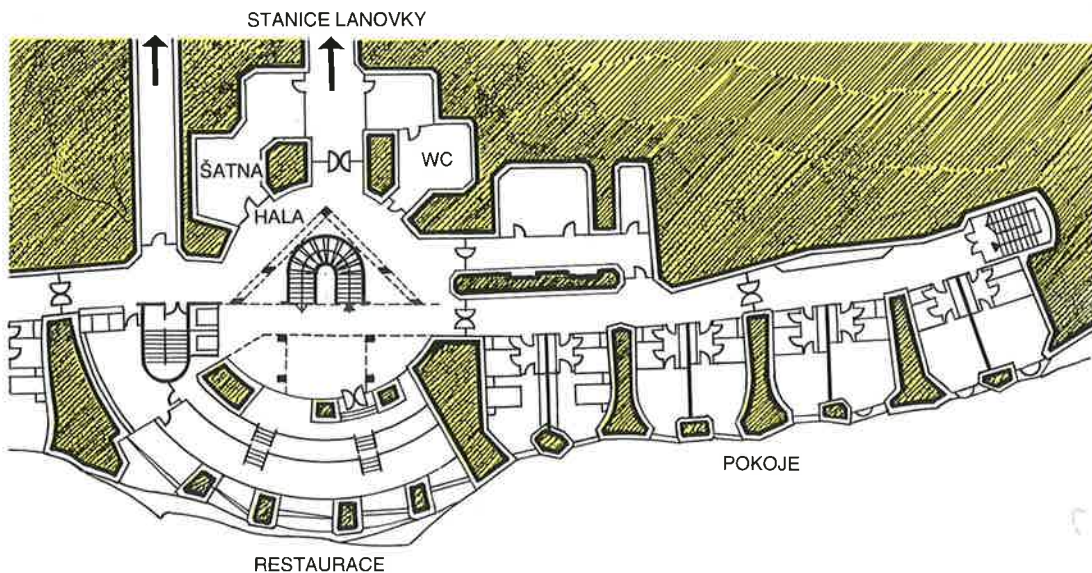 STANICE LANOVKY
ŠATNA
WC
HALA
POKOJE
RESTAURACE